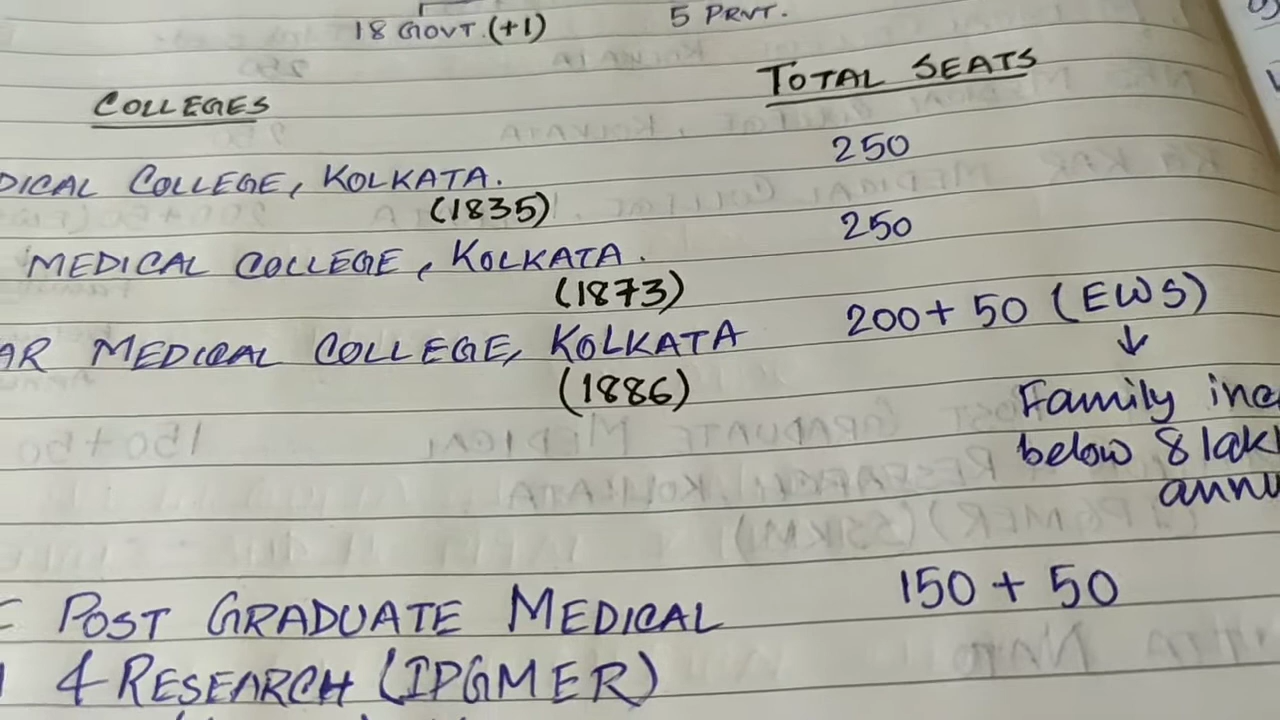 18 GOVT. (+1) 5 PRVT.
COLLEGES TOTAL SEATS
DICAL COLLEGE, KOLKATA. 250
(1835)
MEDICAL COLLEGE, KOLKATA. 250
(1873)
AR MEDICAL COLLEGE, KOLKATA 200 + 50 (EWS)
(1886) ↓
Family inc
below 8 lak
annu
POST GRADUATE MEDICAL 150 + 50
& RESEARCH (IPGMER)